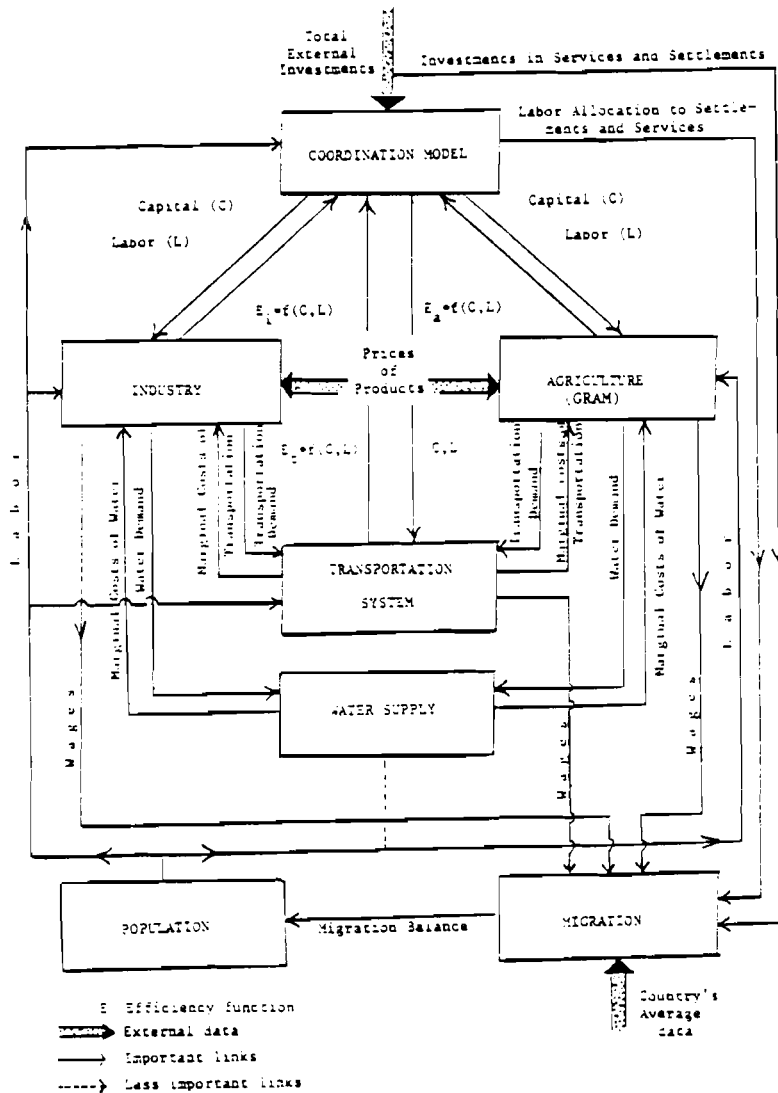 Total
External
Investments
Investments in Services and Settlements
Labor Allocation to Settle-
ments and Services
COORDINATION MODEL
Capital (C)
Labor (L)
Capital (C)
Labor (L)
E_i=f(C,L)
E_a=f(C,L)
INDUSTRY
Prices
of
Products
AGRICULTURE
(GRAM)
E_t=f(C,L)
C,L
Labor
Marginal Costs of Water
Water Demand
Marginal Costs of
Transportation
Transportation
Demand
Transportation
Demand
Marginal costs of
Transportation
Water Demand
Marginal Costs of Water
Labor
TRANSPORTATION
SYSTEM
WATER SUPPLY
Wages
Wages
Wages
POPULATION
Migration Balance
MIGRATION
E Efficiency function
External data
Important links
Less important links
Country's
Average
data